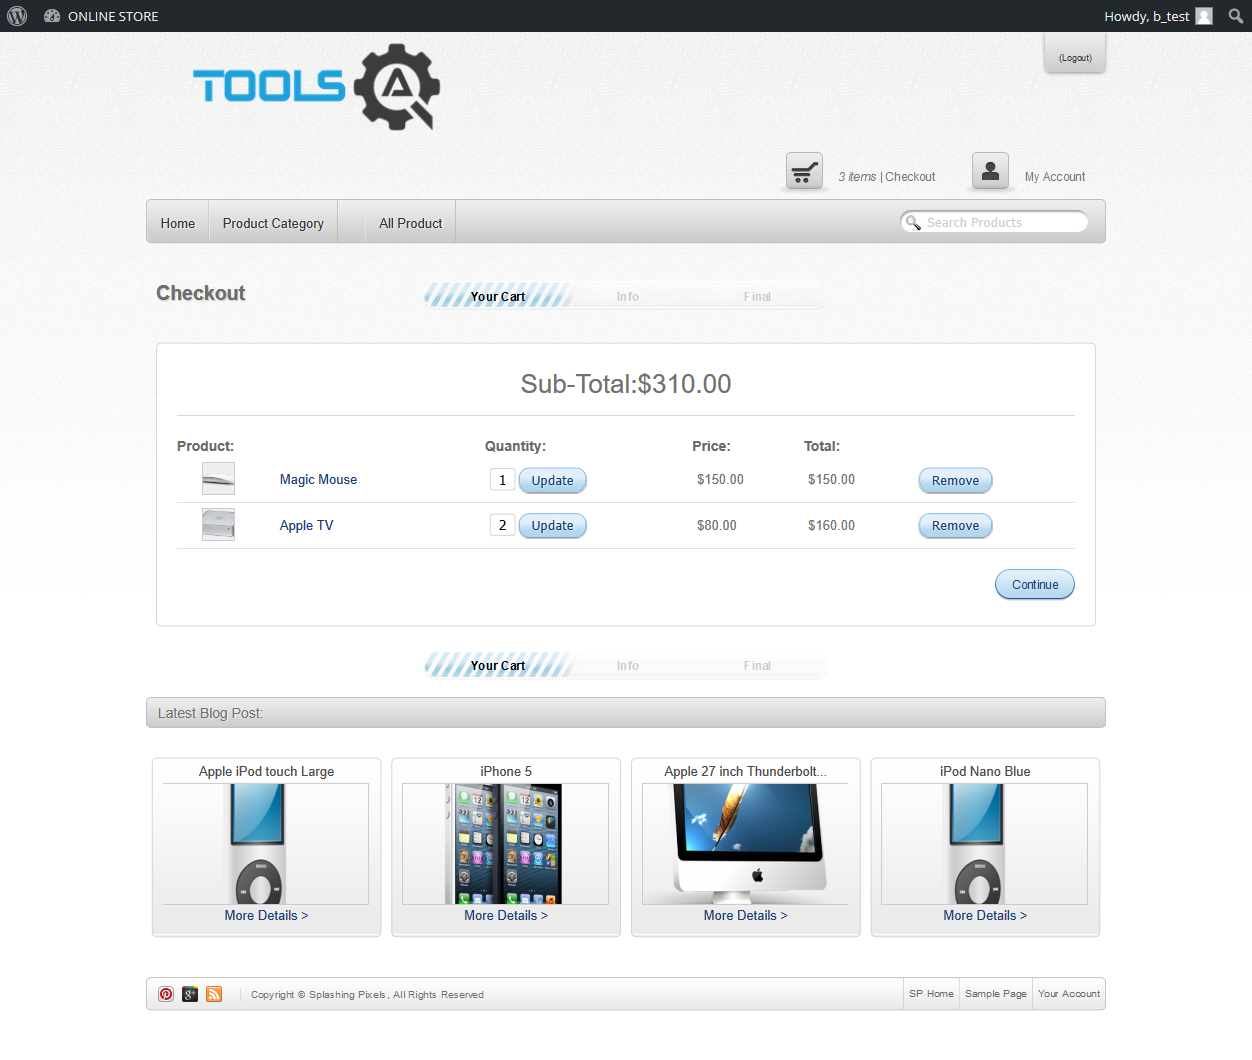 ONLINE STORE
Howdy, b_test
(Logout)
TOOLS QA
3 items | Checkout
My Account
Home
Product Category
All Product
Search Products
Checkout
Your Cart
Info
Final
Sub-Total:$310.00
Product: Quantity: Price: Total:
Magic Mouse 1 Update $150.00 $150.00 Remove
Apple TV 2 Update $80.00 $160.00 Remove
Continue
Your Cart
Info
Final
Latest Blog Post:
Apple iPod touch Large
MENU
More Details >
iPhone 5
More Details >
Apple 27 inch Thunderbolt...
More Details >
iPod Nano Blue
MENU
More Details >
Copyright © Splashing Pixels, All Rights Reserved
SP Home
Sample Page
Your Account